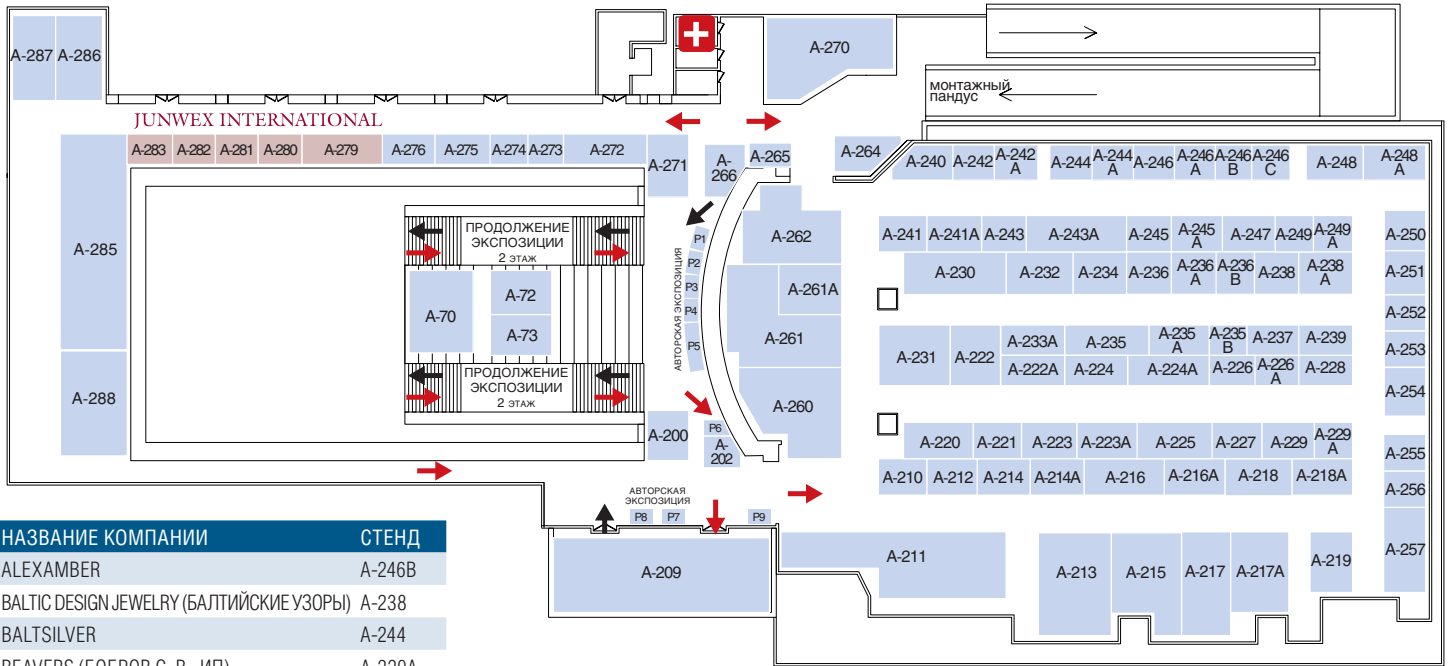 A-287
A-286
A-270
монтажный
пандус
JUNWEX INTERNATIONAL
A-283
A-282
A-281
A-280
A-279
A-276
A-275
A-274
A-273
A-272
A-271
A-
266
A-265
A-264
A-240
A-242
A-242
A
A-244
A-244
A
A-246
A-246
A
A-246
B
A-246
C
A-248
A-248
A
A-285
A-288
ПРОДОЛЖЕНИЕ
ЭКСПОЗИЦИИ
2 ЭТАЖ
A-70
A-72
A-73
ПРОДОЛЖЕНИЕ
ЭКСПОЗИЦИИ
2 ЭТАЖ
АВТОРСКАЯ ЭКСПОЗИЦИЯ
P1
P2
P3
P4
P5
P6
A-200
A-
202
A-262
A-261A
A-261
A-260
A-241
A-241A
A-243
A-243A
A-245
A-245
A
A-247
A-249
A-249
A
A-230
A-232
A-234
A-236
A-236
A
A-236
B
A-238
A-238
A
A-250
A-251
A-252
A-253
A-254
A-255
A-256
A-257
A-231
A-222
A-233A
A-235
A-235
A
A-235
B
A-237
A-239
A-222A
A-224
A-224A
A-226
A-226
A
A-228
A-220
A-221
A-223
A-223A
A-225
A-227
A-229
A-229
A
A-210
A-212
A-214
A-214A
A-216
A-216A
A-218
A-218A
АВТОРСКАЯ
ЭКСПОЗИЦИЯ
P8
P7
P9
A-209
A-211
A-213
A-215
A-217
A-217A
A-219
НАЗВАНИЕ КОМПАНИИ СТЕНД
ALEXAMBER A-246B
BALTIC DESIGN JEWELRY (БАЛТИЙСКИЕ УЗОРЫ) A-238
BALTSILVER A-244